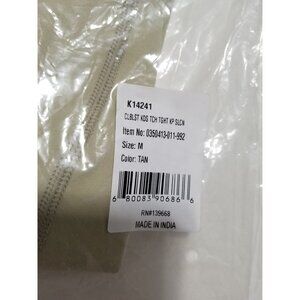 K14241
CLBLST KDG TCH TGHT KP SLCN
Item No: 0350413-011-992
Size: M
Color: TAN
6 80083 90686 6
RN#139668
MADE IN INDIA